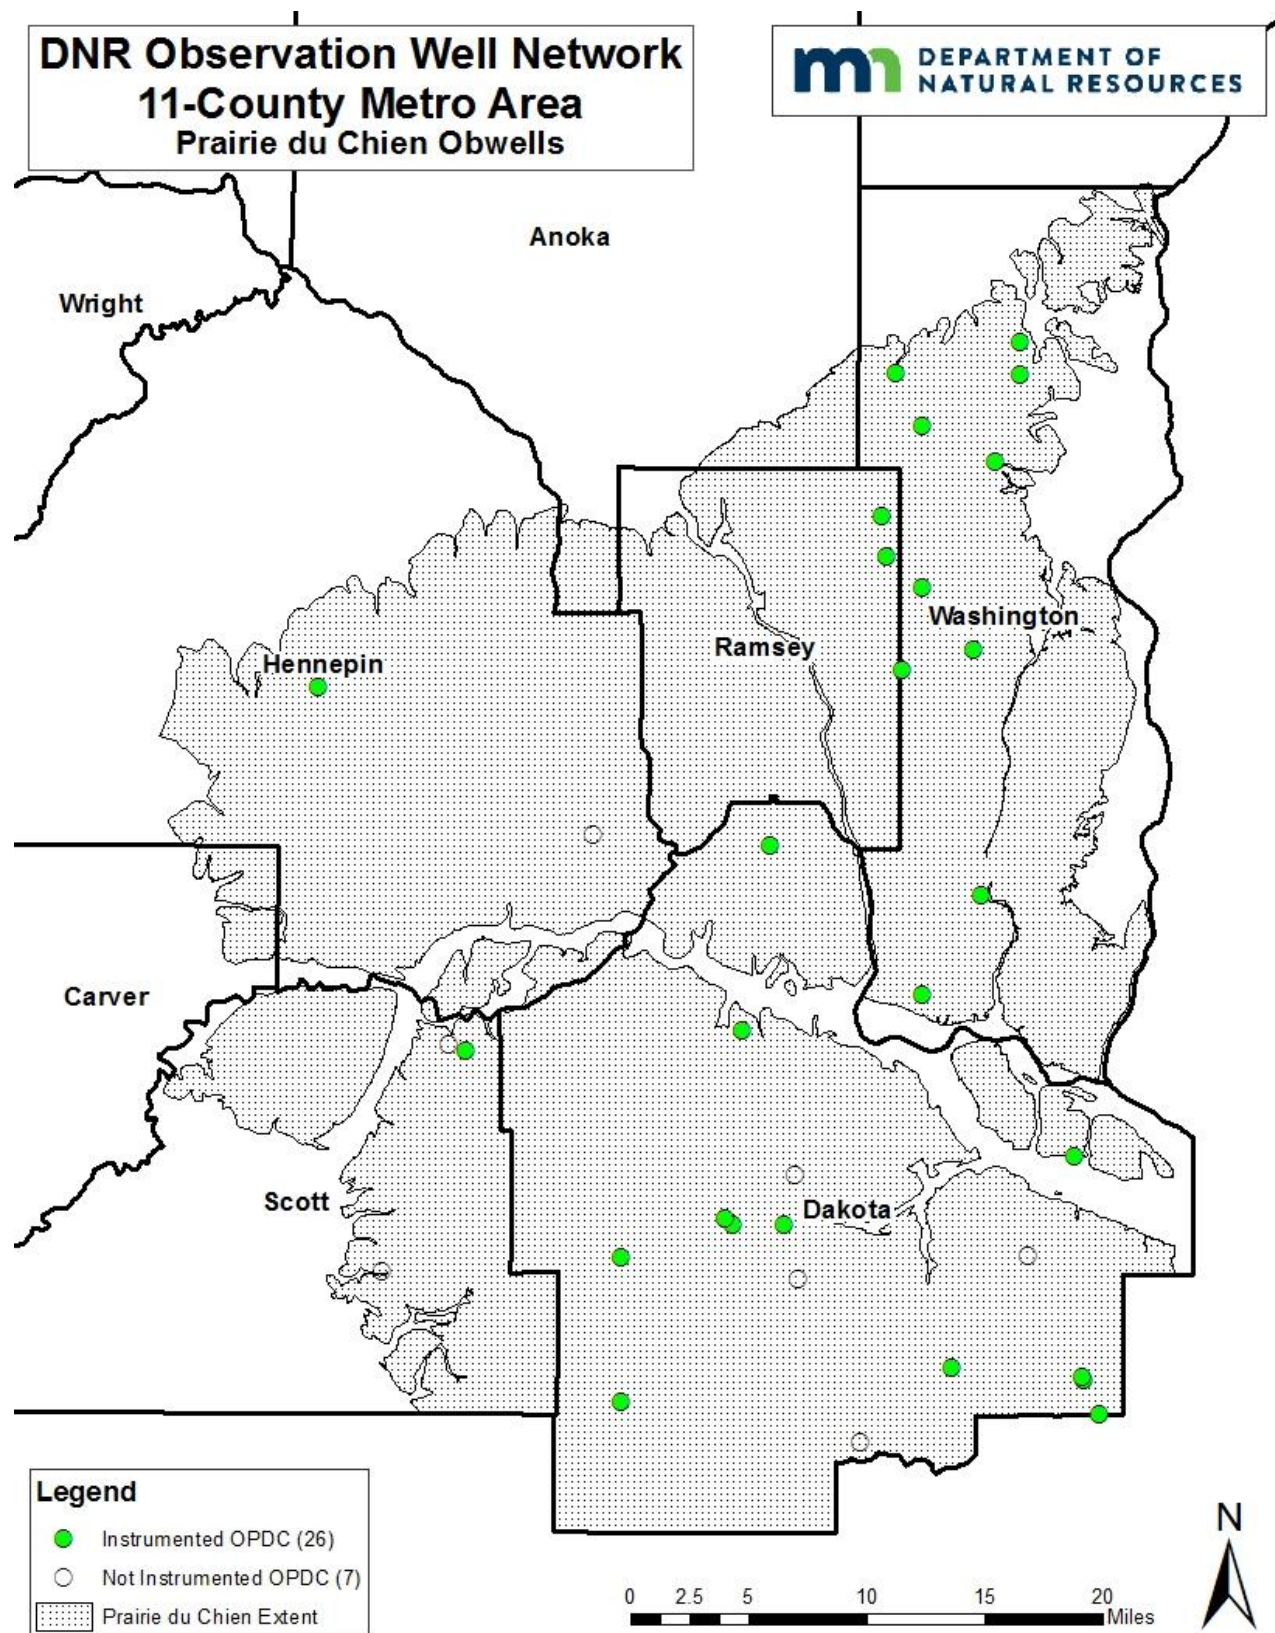 DNR Observation Well Network
11-County Metro Area
Prairie du Chien Obwells
mn
DEPARTMENT OF
NATURAL RESOURCES
Anoka
Wright
Washington
Ramsey
Hennepin
Carver
Scott
Dakota
Legend
Instrumented OPDC (26)
Not Instrumented OPDC (7)
Prairie du Chien Extent
N
0 2.5 5 10 15 20
Miles